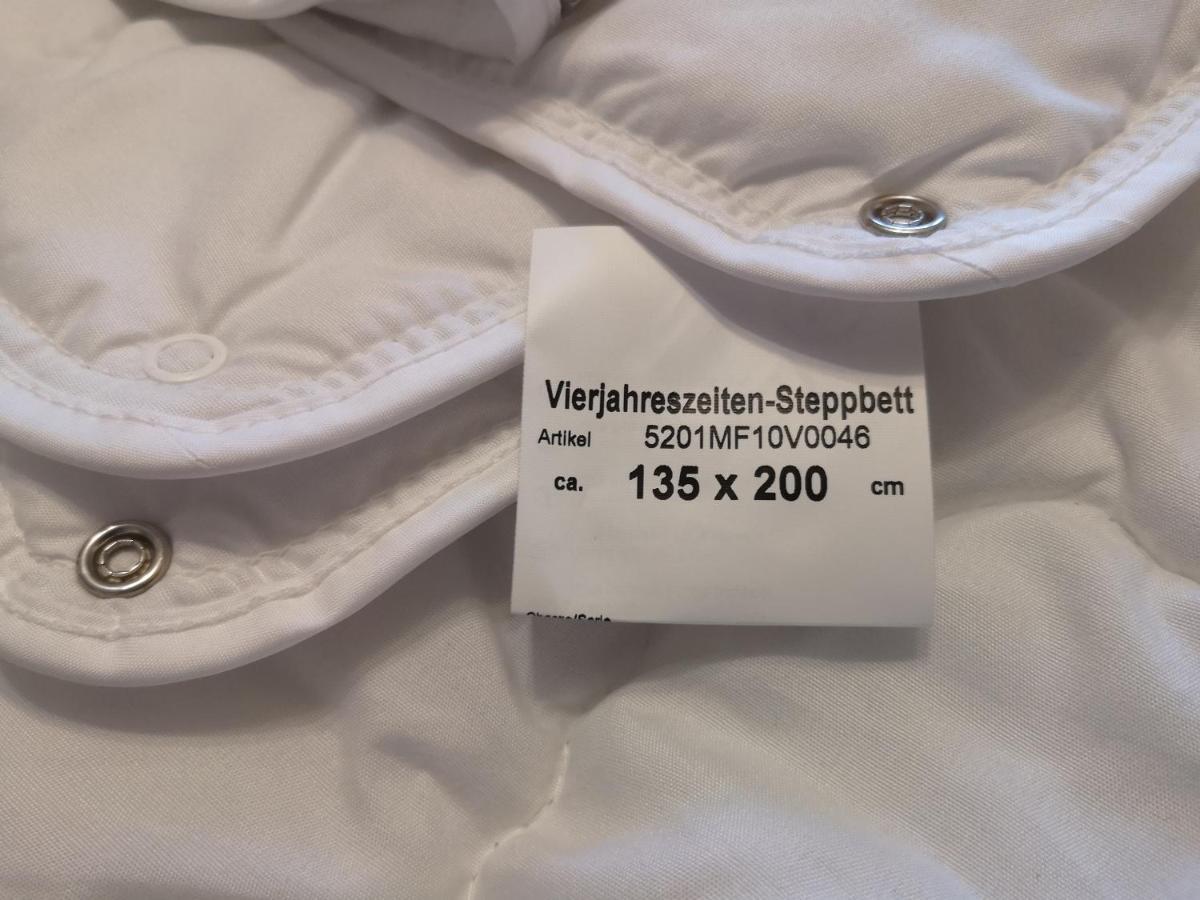 Vierjahreszeiten-Steppbett
Artikel 5201MF10V0046
ca. 135 x 200 cm